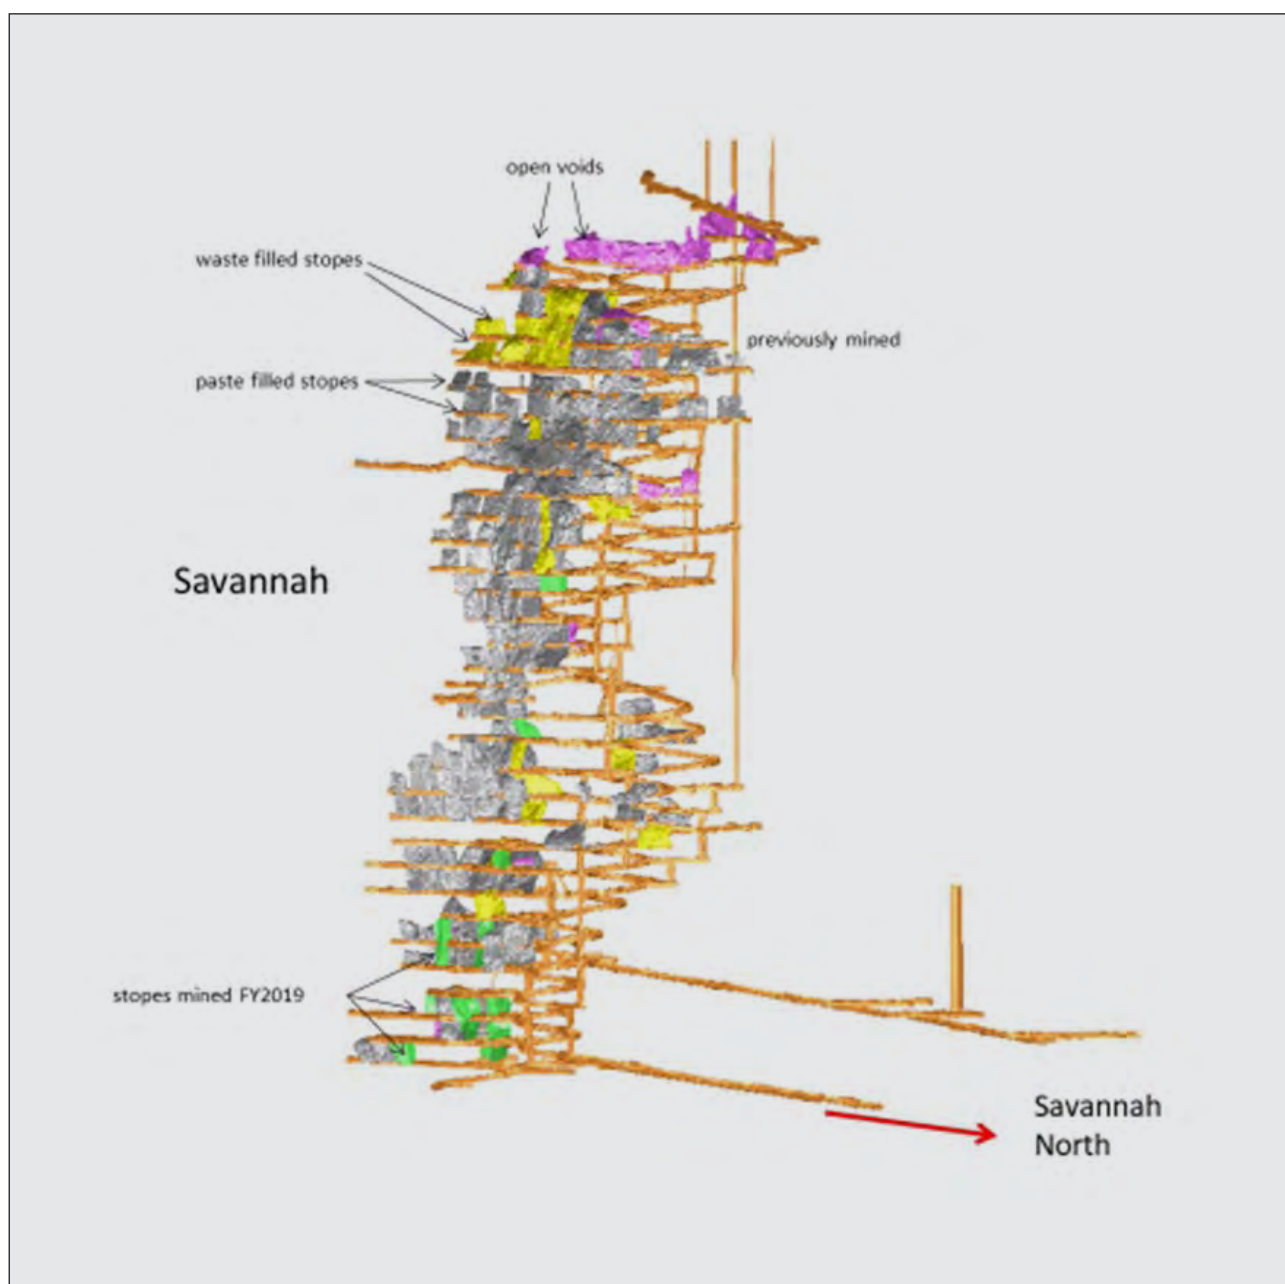 open voids
waste filled stopes
previously mined
paste filled stopes
Savannah
stopes mined FY2019
Savannah
North